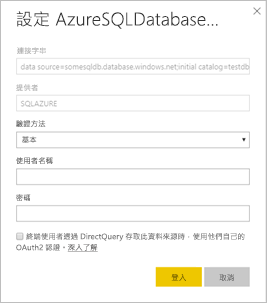 設定 AzureSQLDatabase...
連接字串
data source=somesqldb.database.windows.net;initial catalog=testdb
提供者
SQLAZURE
驗證方法
基本
使用者名稱
密碼
終端使用者透過 DirectQuery 存取此資料來源時，使用他們自己的
OAuth2 認證。深入了解
登入
取消